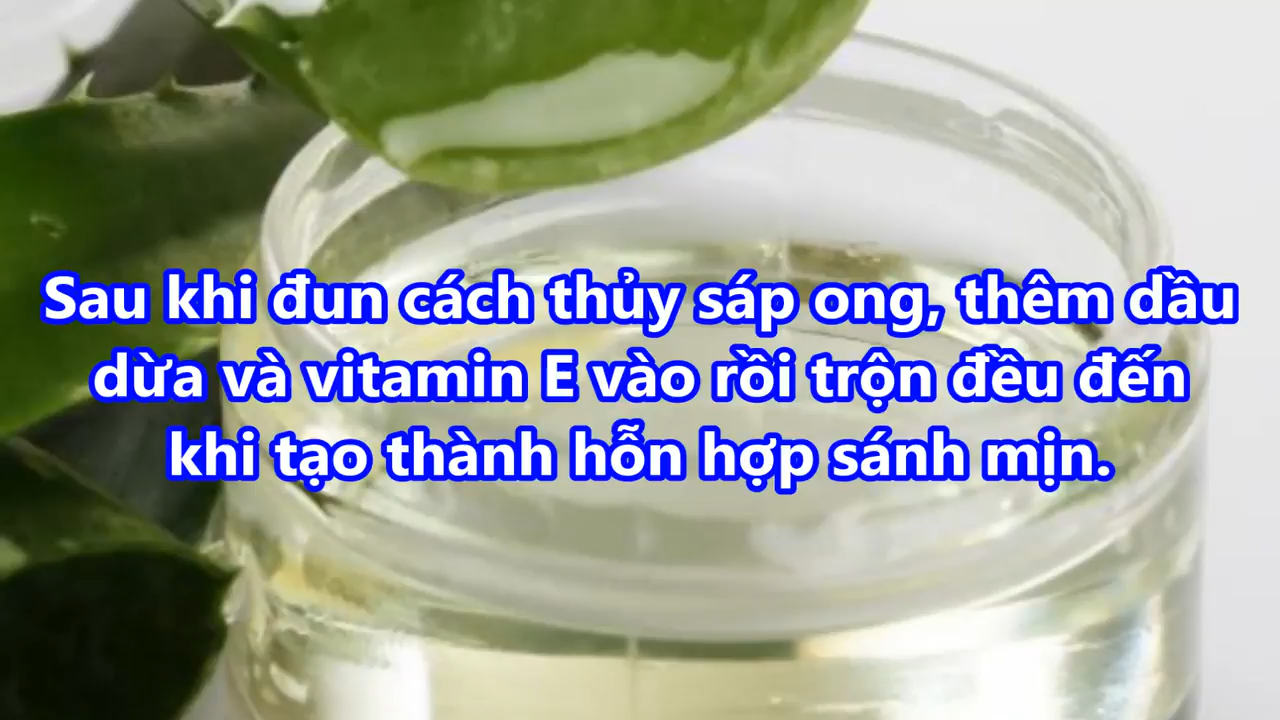 Sau khi đun cách thủy sáp ong, thêm dầu
dừa và vitamin E vào rồi trộn đều đến
khi tạo thành hỗn hợp sánh mịn.